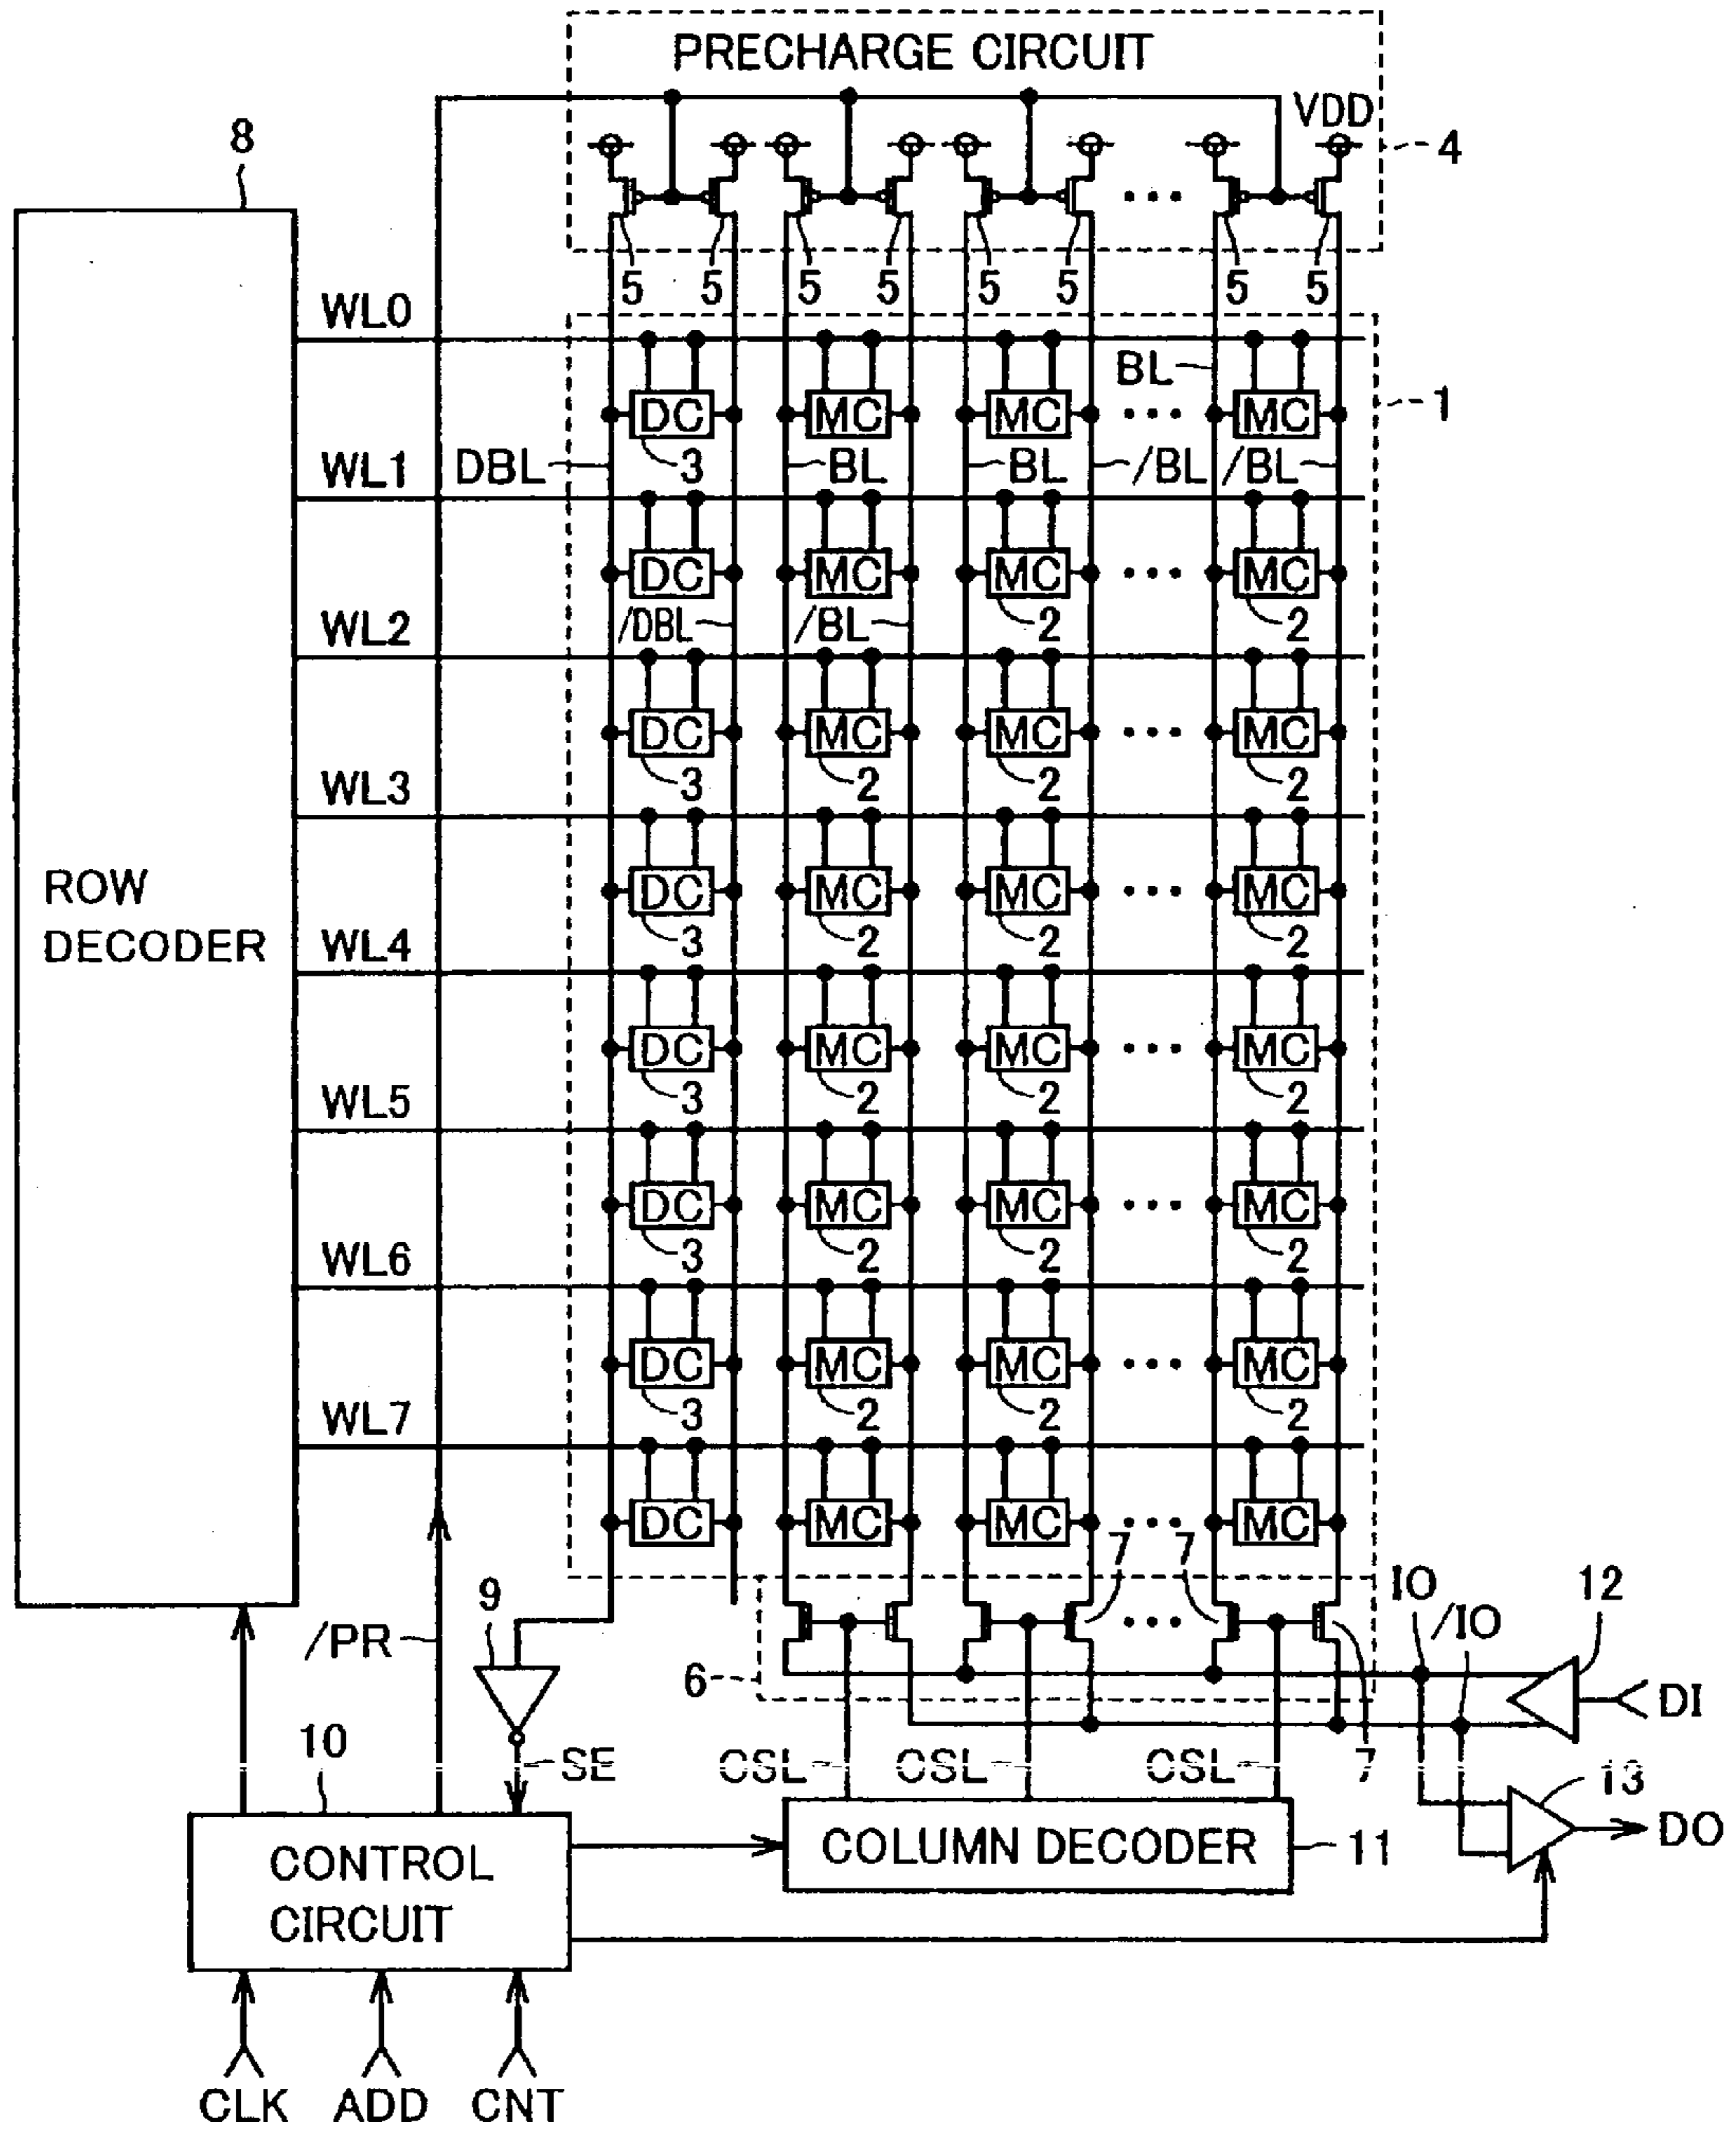 PRECHARGE CIRCUIT
VDD
4
8
5 5 5 5 5 5 5 5
WL0
BL
DC MC MC ... MC
1
WL1 DBL 3 BL BL /BL /BL
DC MC MC ... MC
WL2 /DBL /BL 2 2
DC MC MC ... MC
WL3 3 2 2 2
DC MC MC ... MC
ROW
DECODER
WL4 3 2 2 2
DC MC MC ... MC
WL5 3 2 2 2
DC MC MC ... MC
WL6 3 2 2 2
DC MC MC ... MC
WL7 3 2 2 2
DC MC MC ... MC
7 7
IO
/IO
12
9
/PR
6
7
DI
10
SE
CSL CSL CSL
13
DO
CONTROL
CIRCUIT
COLUMN DECODER
11
CLK ADD CNT